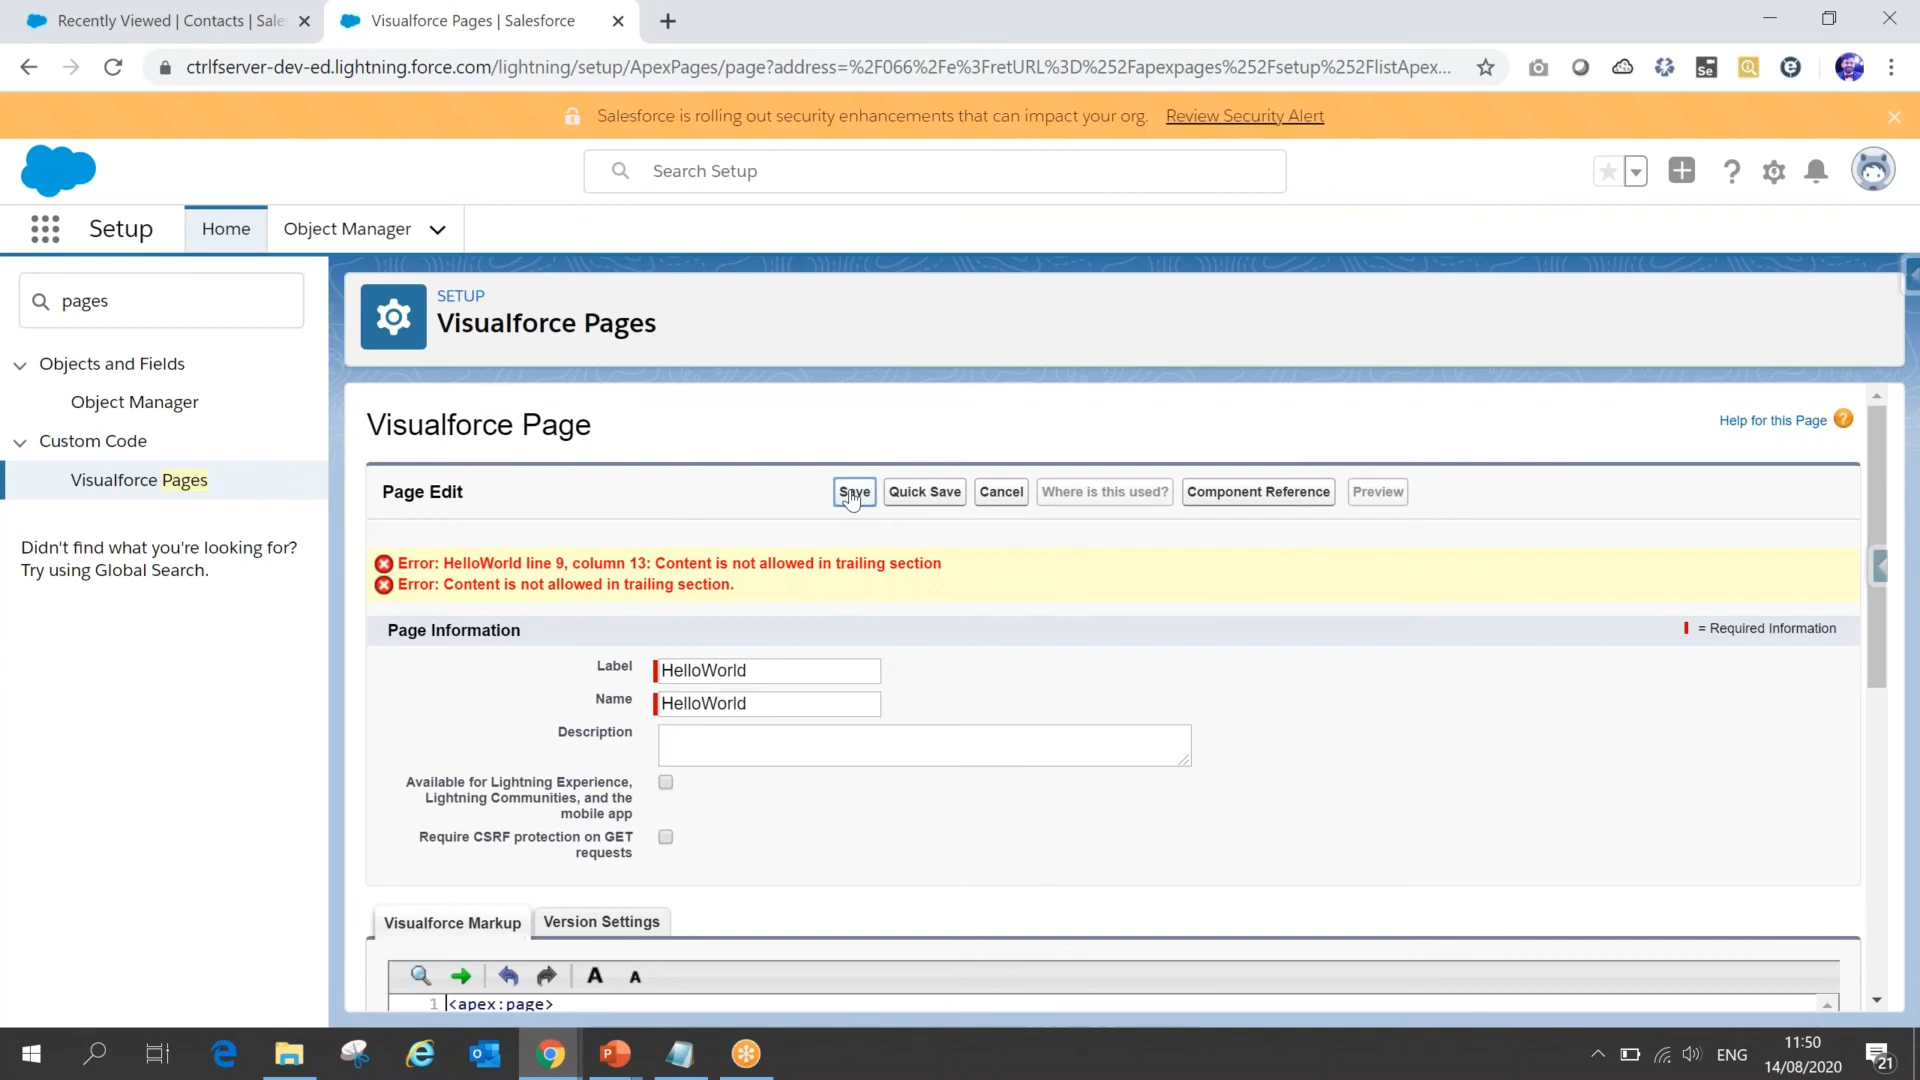 Recently Viewed | Contacts | Sale
Visualforce Pages | Salesforce
ctrlfserver-dev-ed.lightning.force.com/lightning/setup/ApexPages/page?address=%2F066%2Fe%3FretURL%3D%252Fapexpages%252Fsetup%252FlistApex...
Salesforce is rolling out security enhancements that can impact your org. Review Security Alert
Search Setup
Setup
Home
Object Manager
pages
Objects and Fields
Object Manager
Custom Code
Visualforce Pages
Didn't find what you're looking for?
Try using Global Search.
SETUP
Visualforce Pages
Visualforce Page
Help for this Page
Page Edit
Save
Quick Save
Cancel
Where is this used?
Component Reference
Preview
Error: HelloWorld line 9, column 13: Content is not allowed in trailing section
Error: Content is not allowed in trailing section.
Page Information
= Required Information
Label
HelloWorld
Name
HelloWorld
Description
Available for Lightning Experience,
Lightning Communities, and the
mobile app
Require CSRF protection on GET
requests
Visualforce Markup
Version Settings
A
A
1 <apex:page>
Se
ENG
11:50
14/08/2020
21